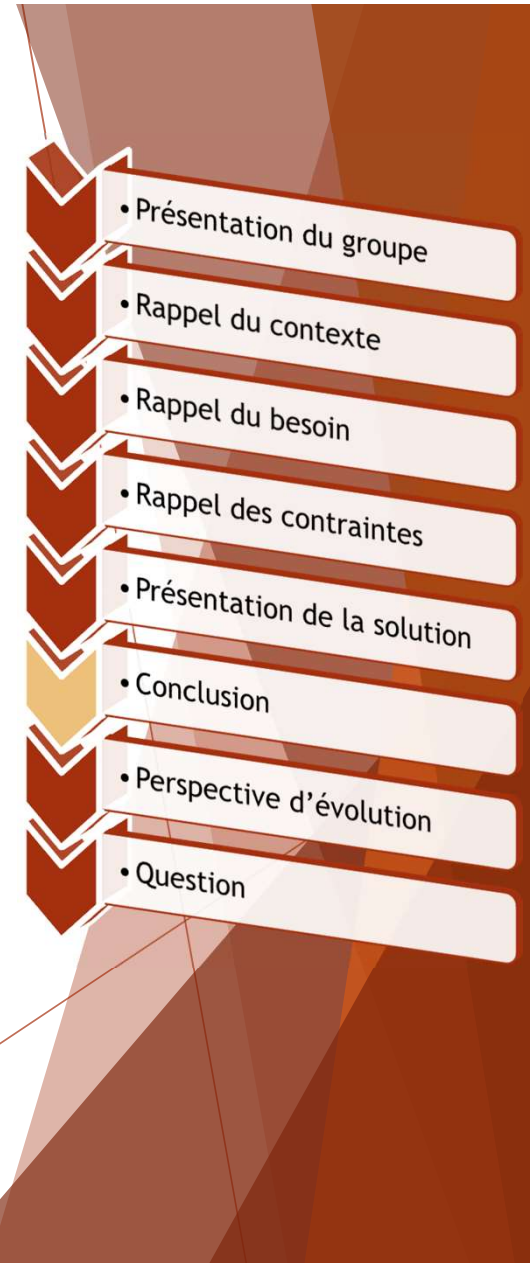 • Présentation du groupe
• Rappel du contexte
• Rappel du besoin
• Rappel des contraintes
• Présentation de la solution
• Conclusion
• Perspective d’évolution
• Question